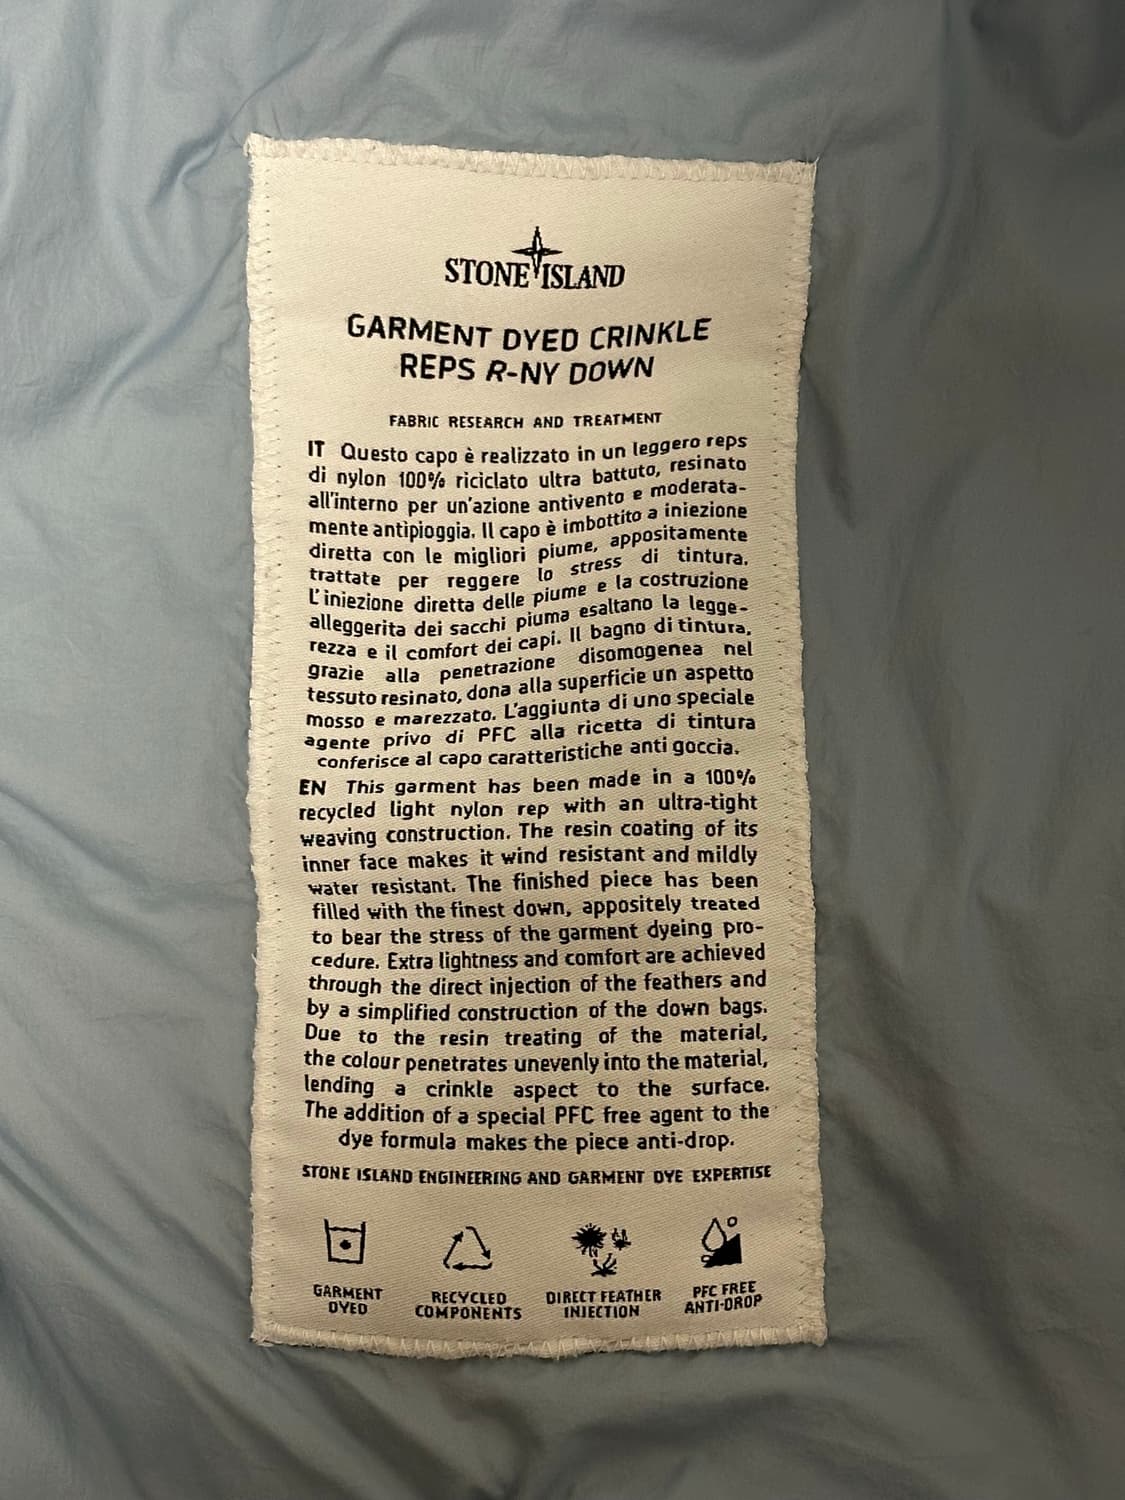 STONE ISLAND
GARMENT DYED CRINKLE
REPS R-NY DOWN
FABRIC RESEARCH AND TREATMENT
IT Questo capo è realizzato in un leggero reps
di nylon 100% riciclato ultra battuto, resinato
all'interno per un'azione antivento e moderata-
mente antipioggia. Il capo è imbottito a iniezione
diretta con le migliori piume, appositamente
trattate per reggere lo stress di tintura.
L'iniezione diretta delle piume e la costruzione
alleggerita dei sacchi piuma esaltano la legge-
rezza e il comfort dei capi. Il bagno di tintura,
grazie alla penetrazione disomogenea nel
tessuto resinato, dona alla superficie un aspetto
mosso e marezzato. L'aggiunta di uno speciale
agente privo di PFC alla ricetta di tintura
conferisce al capo caratteristiche anti goccia.
EN This garment has been made in a 100%
recycled light nylon rep with an ultra-tight
weaving construction. The resin coating of its
inner face makes it wind resistant and mildly
water resistant. The finished piece has been
filled with the finest down, appositely treated
to bear the stress of the garment dyeing pro-
cedure. Extra lightness and comfort are achieved
through the direct injection of the feathers and
by a simplified construction of the down bags.
Due to the resin treating of the material,
the colour penetrates unevenly into the material,
lending a crinkle aspect to the surface.
The addition of a special PFC free agent to the
dye formula makes the piece anti-drop.
STONE ISLAND ENGINEERING AND GARMENT DYE EXPERTISE
GARMENT
DYED
RECYCLED
COMPONENTS
DIRECT FEATHER
INJECTION
PFC FREE
ANTI-DROP